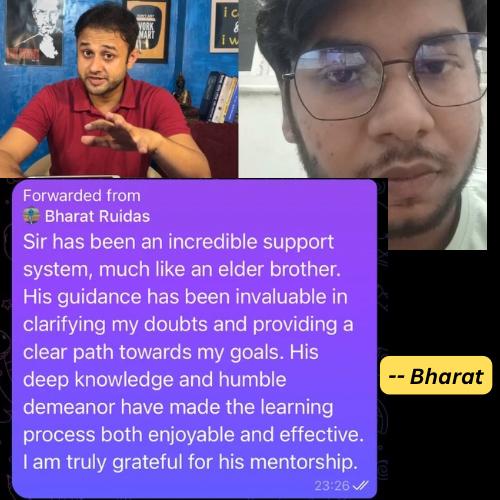 WORK
MART
i c
&
i w
Forwarded from
Bharat Ruidas
Sir has been an incredible support
system, much like an elder brother.
His guidance has been invaluable in
clarifying my doubts and providing a
clear path towards my goals. His
deep knowledge and humble
demeanor have made the learning
process both enjoyable and effective.
I am truly grateful for his mentorship.
23:26
-- Bharat